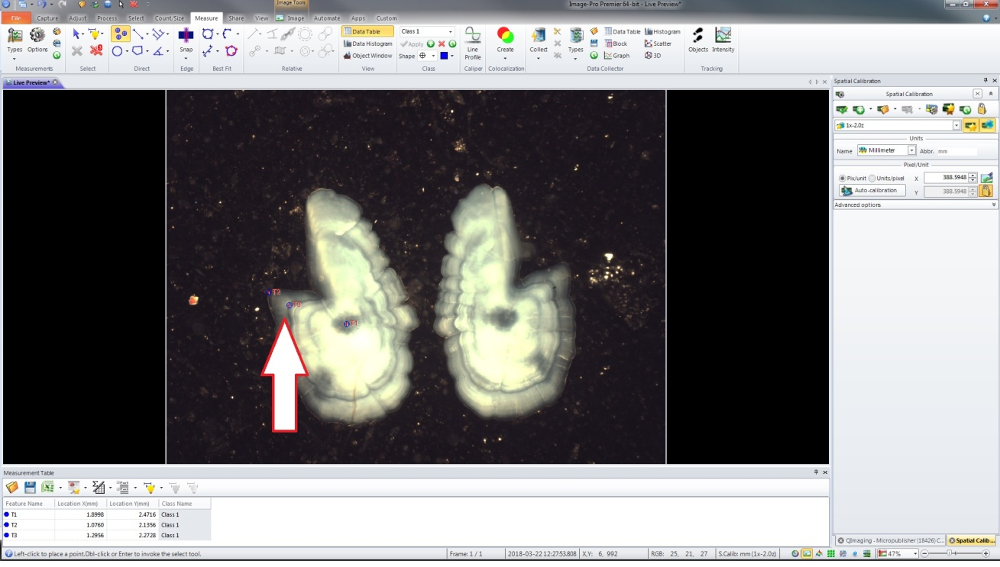 Image Tools
Image-Pro Premier 64-bit - Live Preview*
File Capture Adjust Process Select Count/Size Measure Share View Image Automate Apps Custom
Types Options Snap
Data Table
Data Histogram
Object Window
Class 1
Apply
Shape
Line Profile
Create
Collect
Types
Data Table Histogram
Block Scatter
Graph 3D
Objects Intensity
Measurements Select Direct Edge Best Fit Relative View Class Caliper Colocalization Data Collector Tracking
Live Preview*
Spatial Calibration
Spatial Calibration
1x-2.0z
Units
Name Millimeter Abbr. mm
Pixel/Unit
Pix/unit Units/pixel X 388.5948
Auto-calibration Y 388.5948
Advanced options
T2
T3
T1
Measurement Table
Feature Name Location X(mm) Location Y(mm) Class Name
T1 1.8998 2.4716 Class 1
T2 1.0760 2.1356 Class 1
T3 1.2956 2.2728 Class 1
QImaging - Micropublisher (18426) C... Spatial Calib...
Left-click to place a point.Dbl-click or Enter to invoke the select tool. Frame: 1 / 1 2018-03-22 12:27:53.808 X,Y: 6, 992 RGB: 25, 21, 27 S.Calib: mm (1x-2.0z) 47%